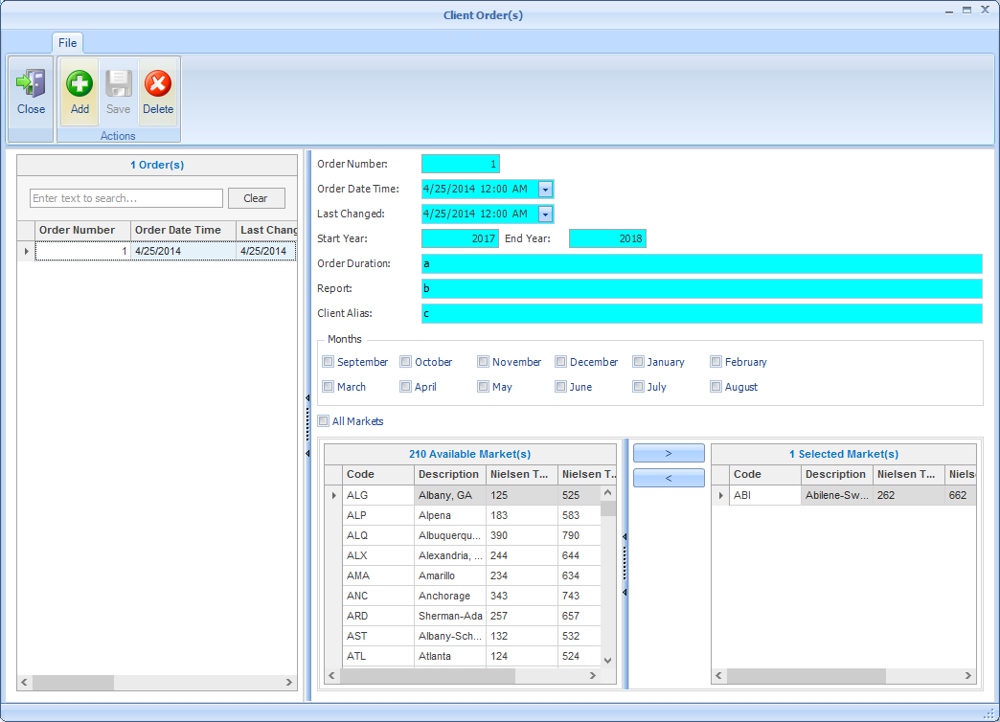 Client Order(s)
File
Close
Add
Save
Delete
Actions
1 Order(s)
Enter text to search...
Clear
Order Number Order Date Time Last Chang
1 4/25/2014 4/25/2014
Order Number: 1
Order Date Time: 4/25/2014 12:00 AM
Last Changed: 4/25/2014 12:00 AM
Start Year: 2017 End Year: 2018
Order Duration: a
Report: b
Client Alias: c
Months
September October November December January February
March April May June July August
All Markets
210 Available Market(s)
Code Description Nielsen T... Nielsen T..
ALG Albany, GA 125 525
ALP Alpena 183 583
ALQ Albuquerqu... 390 790
ALX Alexandria, ... 244 644
AMA Amarillo 234 634
ANC Anchorage 343 743
ARD Sherman-Ada 257 657
AST Albany-Sch... 132 532
ATL Atlanta 124 524
>
<
1 Selected Market(s)
Code Description Nielsen T... Niels
ABI Abilene-Sw... 262 662